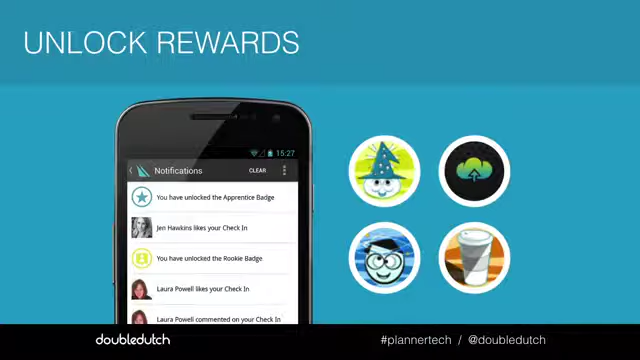 UNLOCK REWARDS
15:27
Notifications
CLEAR
You have unlocked the Apprentice Badge
Jen Hawkins likes your Check In
You have unlocked the Rookie Badge
Laura Powell likes your Check In
Laura Powell commented on your Check In
doubledutch
#plannertech / @doubledutch